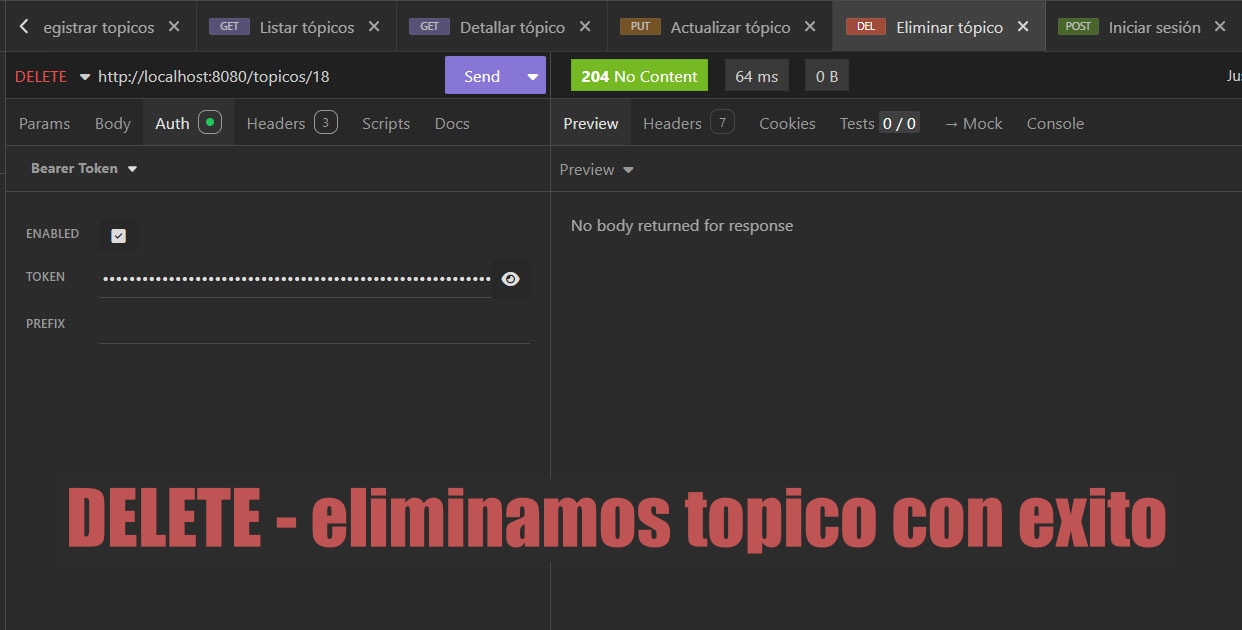 egistrar topicos
GET Listar tópicos
GET Detallar tópico
PUT Actualizar tópico
DEL Eliminar tópico
POST Iniciar sesión
DELETE http://localhost:8080/topicos/18 Send
204 No Content 64 ms 0 B Ju
Params Body Auth Headers 3 Scripts Docs
Preview Headers 7 Cookies Tests 0 / 0 → Mock Console
Bearer Token
Preview
ENABLED
TOKEN ••••••••••••••••••••••••••••••••••••••••••••••••••••••••••
PREFIX
No body returned for response
DELETE - eliminamos topico con exito